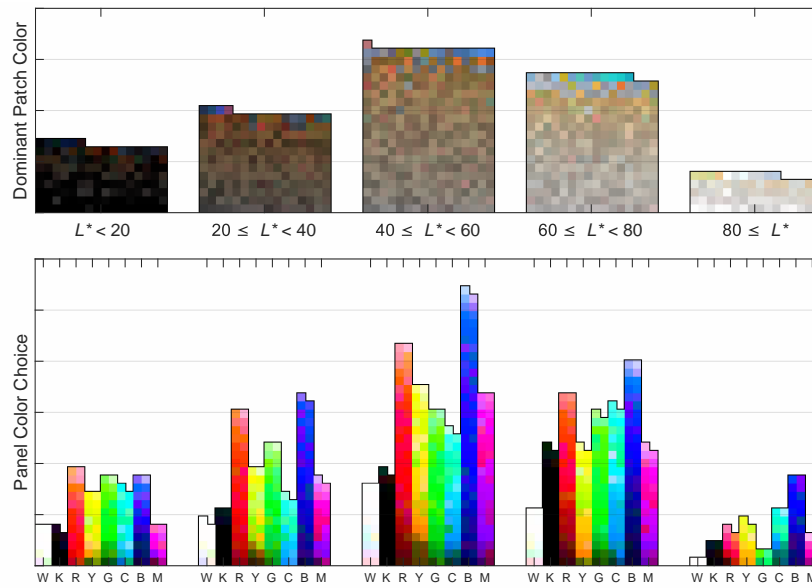 Dominant Patch Color
L* < 20
20 ≤ L* < 40
40 ≤ L* < 60
60 ≤ L* < 80
80 ≤ L*
Panel Color Choice
W K R Y G C B M
W K R Y G C B M
W K R Y G C B M
W K R Y G C B M
W K R Y G C B M